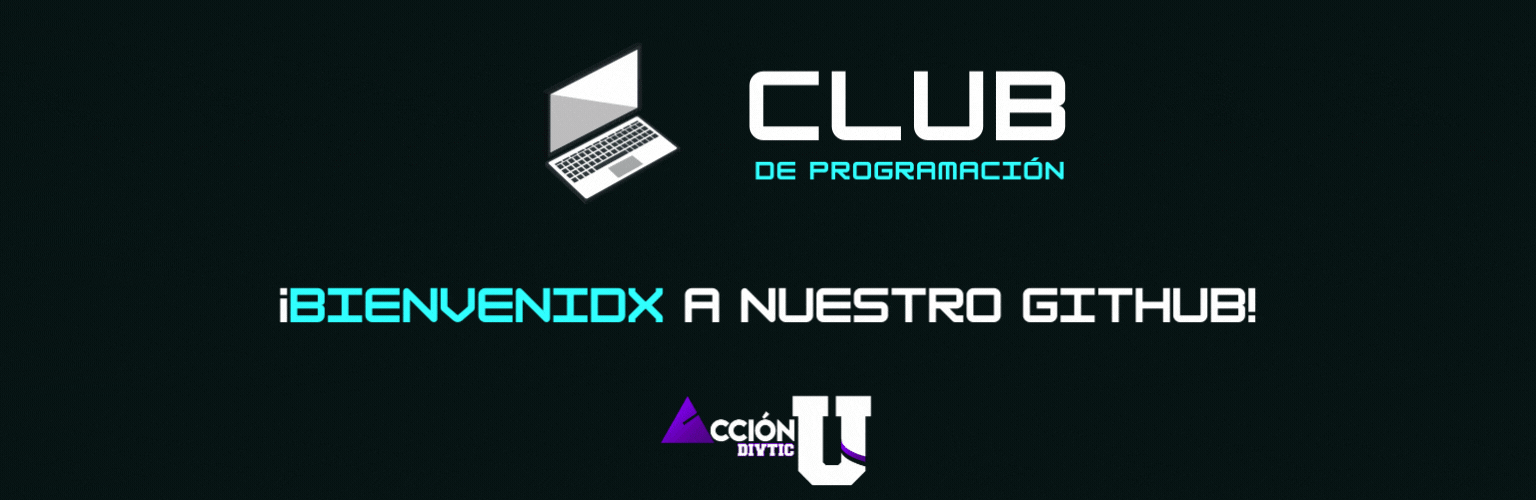 CLUB
DE PROGRAMACIÓN
¡BIENVENIDX A NUESTRO GITHUB!
ACCIÓN U
DIVTIC